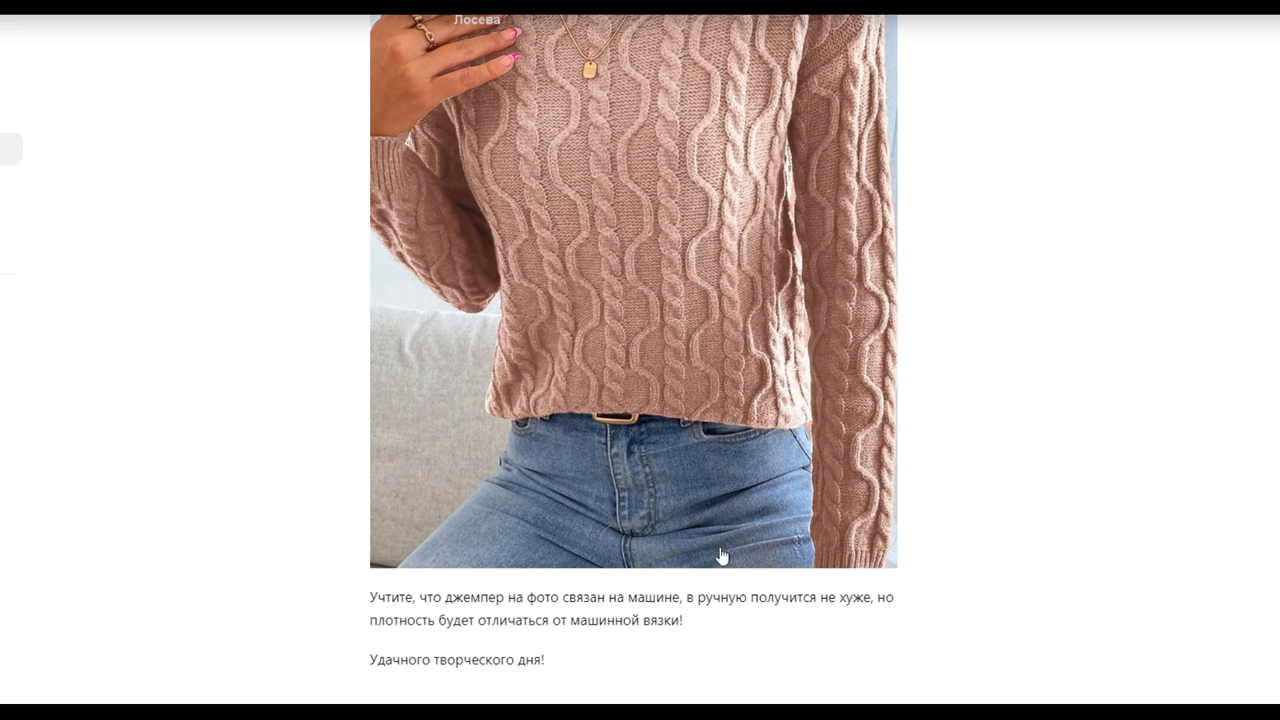 Лосева
Учтите, что джемпер на фото связан на машине, в ручную получится не хуже, но
плотность будет отличаться от машинной вязки!
Удачного творческого дня!